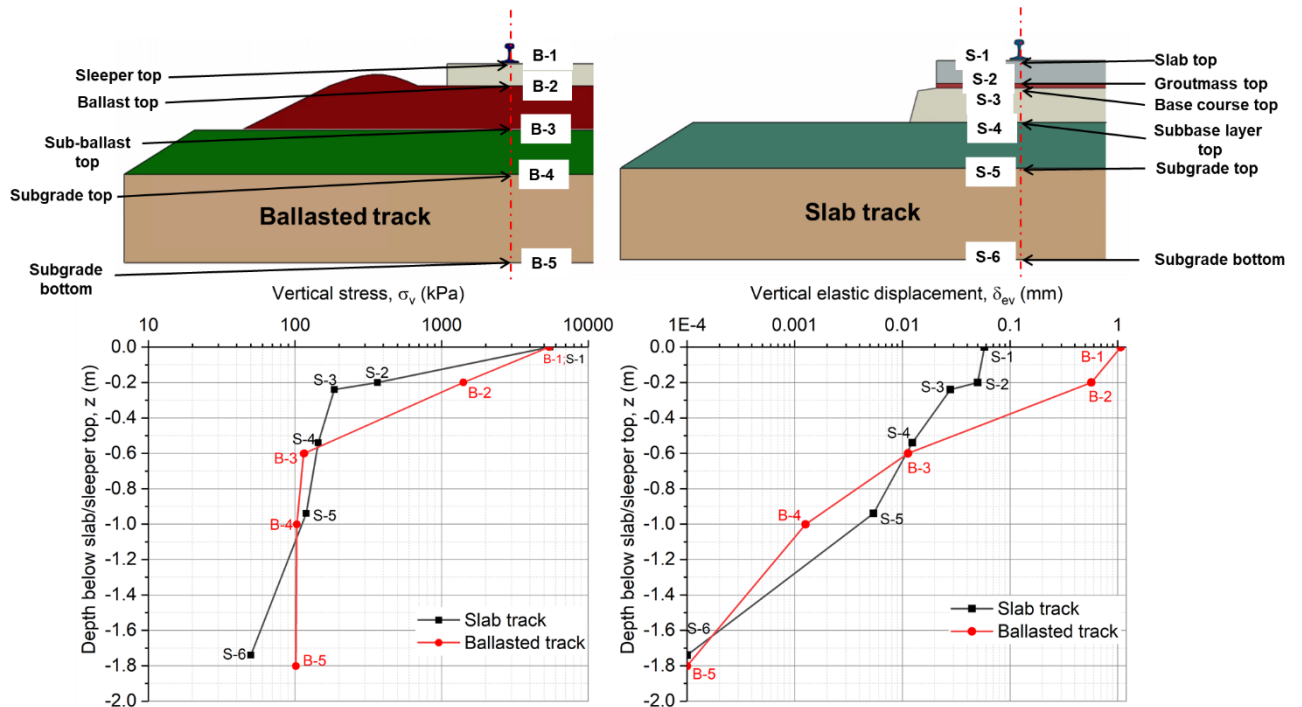 Sleeper top
Ballast top
Sub-ballast
top
Subgrade top
Subgrade
bottom
B-1
B-2
B-3
B-4
B-5
Ballasted track
S-1
S-2
S-3
S-4
S-5
S-6
Slab track
Slab top
Groutmass top
Base course top
Subbase layer
top
Subgrade top
Subgrade bottom
Vertical stress, σv (kPa)
10 100 1000 10000
Depth below slab/sleeper top, z (m)
0.0
-0.2
-0.4
-0.6
-0.8
-1.0
-1.2
-1.4
-1.6
-1.8
-2.0
B-1;S-1
S-2
S-3
B-2
S-4
B-3
S-5
B-4
S-6
B-5
Slab track
Ballasted track
Vertical elastic displacement, δev (mm)
1E-4 0.001 0.01 0.1 1
Depth below slab/sleeper top, z (m)
0.0
-0.2
-0.4
-0.6
-0.8
-1.0
-1.2
-1.4
-1.6
-1.8
-2.0
S-1
B-1
S-3
S-2
B-2
S-4
B-3
B-4
S-5
S-6
B-5
Slab track
Ballasted track